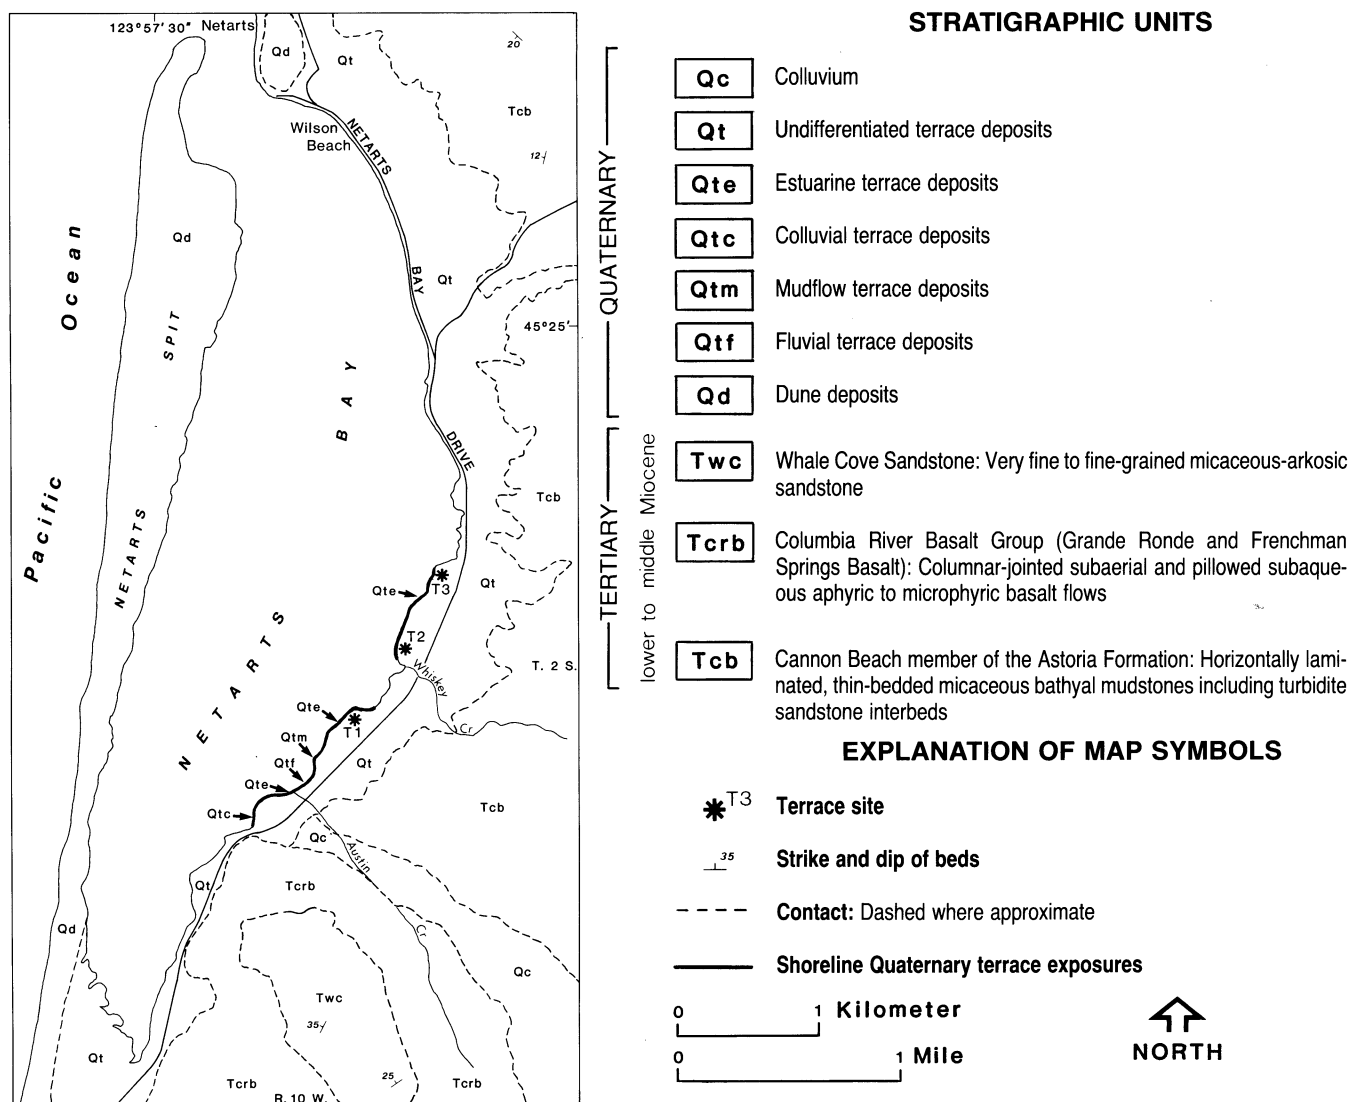 123°57'30" Netarts
Qd
Qt
20
Tcb
Wilson
Beach
NETARTS
12
Qd
BAY
Qt
Ocean
SPIT
45°25'
BAY
DRIVE
Pacific
NETARTS
Tcb
Qte
T3
Qt
T2
Whiskey
T. 2 S.
NETARTS
Qte
T1
Cr
Qtm
Qtf
Qt
Qte
Qtc
Tcb
Qc
Austin
Qt
Tcrb
Qd
Cr
Qc
Twc
35
Qt
25
Tcrb
Tcrb
R. 10 W.
STRATIGRAPHIC UNITS
QUATERNARY
Qc Colluvium
Qt Undifferentiated terrace deposits
Qte Estuarine terrace deposits
Qtc Colluvial terrace deposits
Qtm Mudflow terrace deposits
Qtf Fluvial terrace deposits
Qd Dune deposits
TERTIARY
lower to middle Miocene
Twc Whale Cove Sandstone: Very fine to fine-grained micaceous-arkosic
sandstone
Tcrb Columbia River Basalt Group (Grande Ronde and Frenchman
Springs Basalt): Columnar-jointed subaerial and pillowed subaque-
ous aphyric to microphyric basalt flows
Tcb Cannon Beach member of the Astoria Formation: Horizontally lami-
nated, thin-bedded micaceous bathyal mudstones including turbidite
sandstone interbeds
EXPLANATION OF MAP SYMBOLS
T3 Terrace site
35 Strike and dip of beds
Contact: Dashed where approximate
Shoreline Quaternary terrace exposures
0 1 Kilometer
0 1 Mile
NORTH